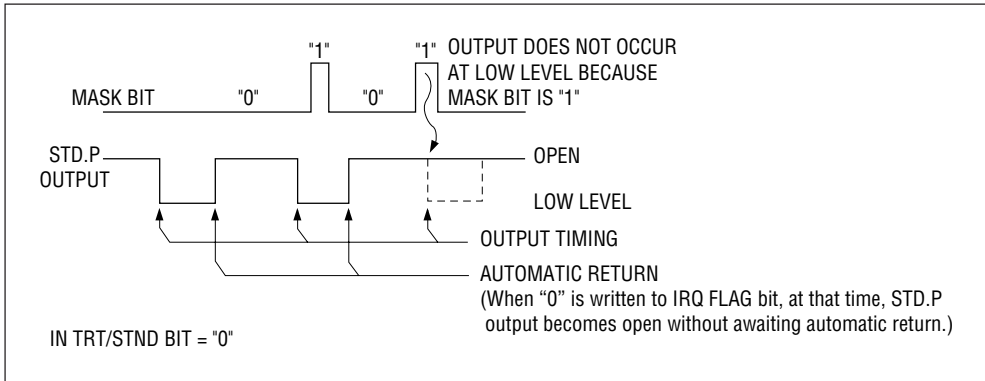 "1" "1" OUTPUT DOES NOT OCCUR
AT LOW LEVEL BECAUSE
MASK BIT "0" "0" MASK BIT IS "1"
STD.P
OUTPUT
OPEN
LOW LEVEL
OUTPUT TIMING
AUTOMATIC RETURN
(When “0” is written to IRQ FLAG bit, at that time, STD.P
output becomes open without awaiting automatic return.)
IN TRT/STND BIT = "0"